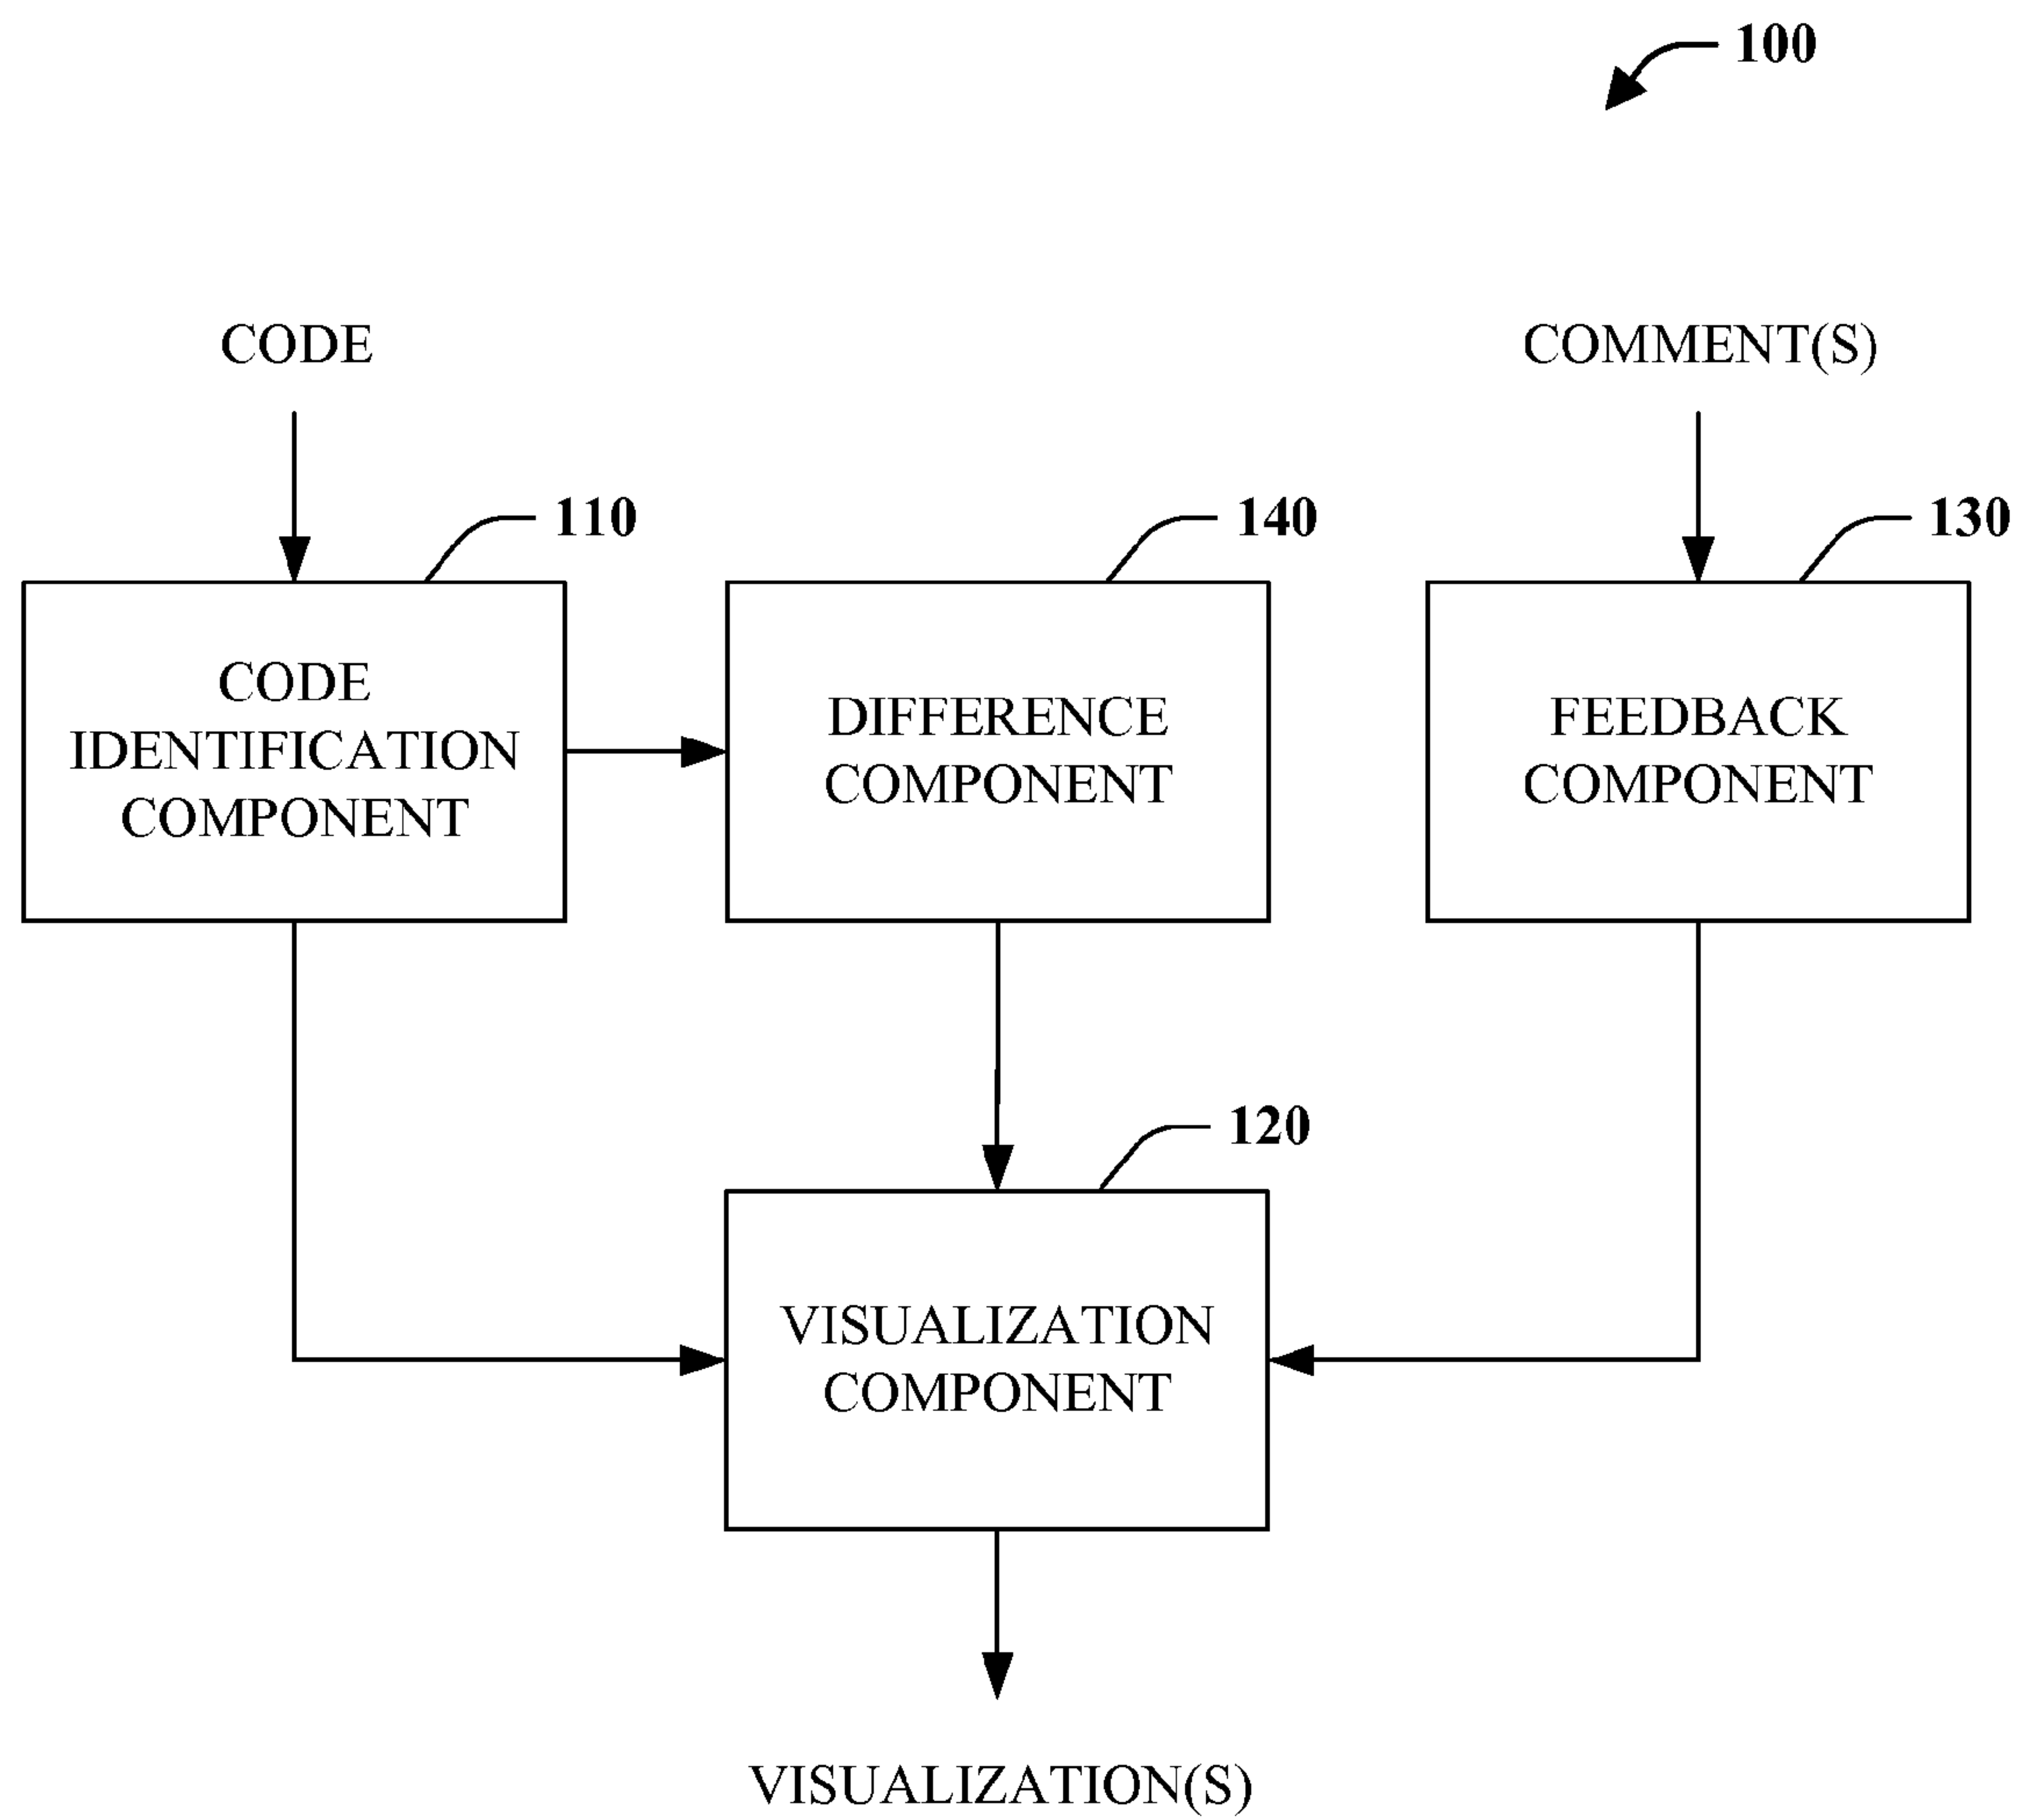 100
CODE
COMMENT(S)
110
140
130
CODE
IDENTIFICATION
COMPONENT
DIFFERENCE
COMPONENT
FEEDBACK
COMPONENT
120
VISUALIZATION
COMPONENT
VISUALIZATION(S)